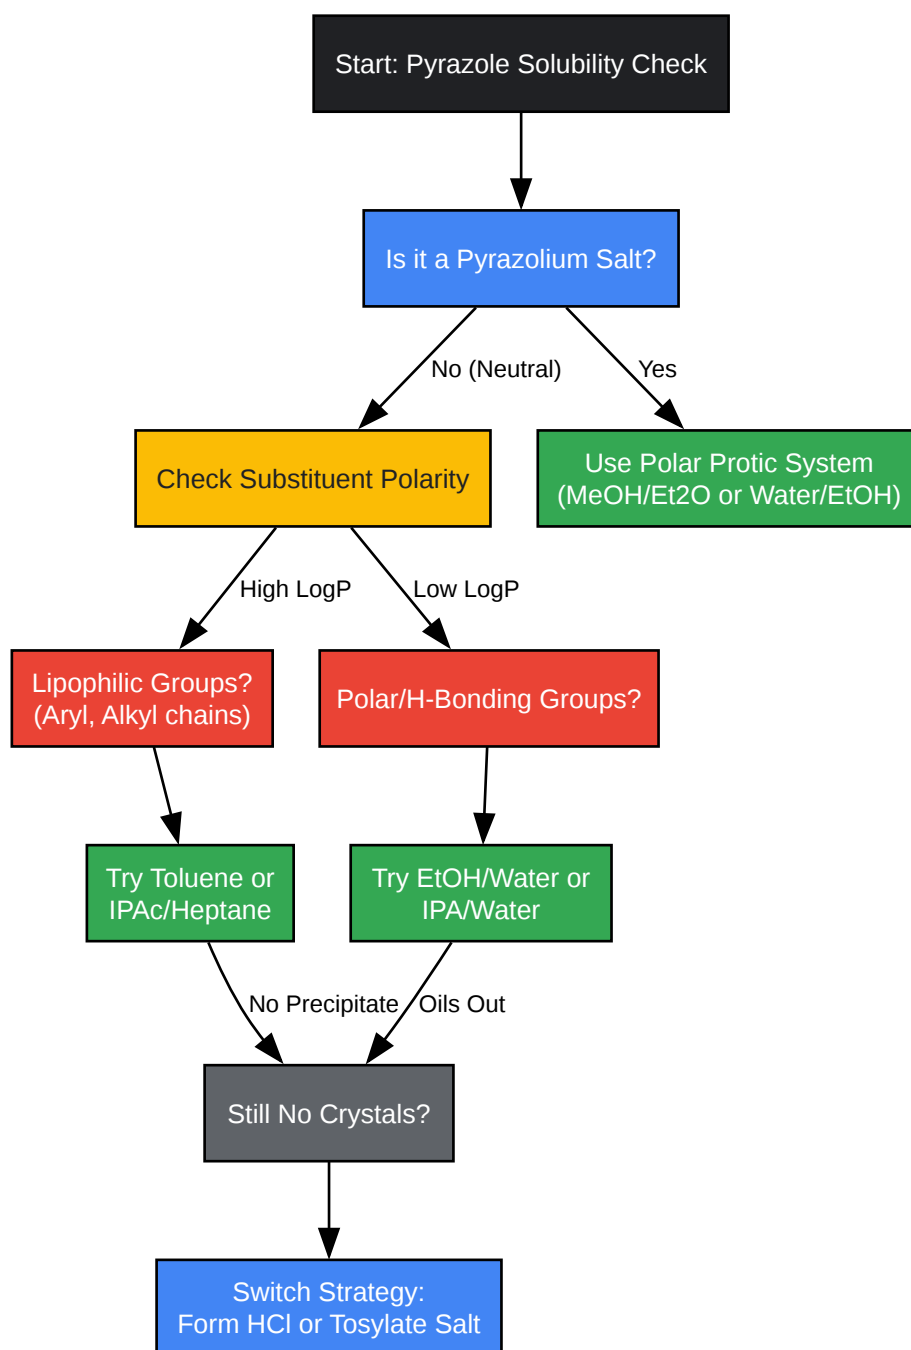 Start: Pyrazole Solubility Check
Is it a Pyrazolium Salt?
No (Neutral)
Yes
Check Substituent Polarity
Use Polar Protic System
(MeOH/Et2O or Water/EtOH)
High LogP
Low LogP
Lipophilic Groups?
(Aryl, Alkyl chains)
Polar/H-Bonding Groups?
Try Toluene or
IPAc/Heptane
Try EtOH/Water or
IPA/Water
No Precipitate
Oils Out
Still No Crystals?
Switch Strategy:
Form HCl or Tosylate Salt